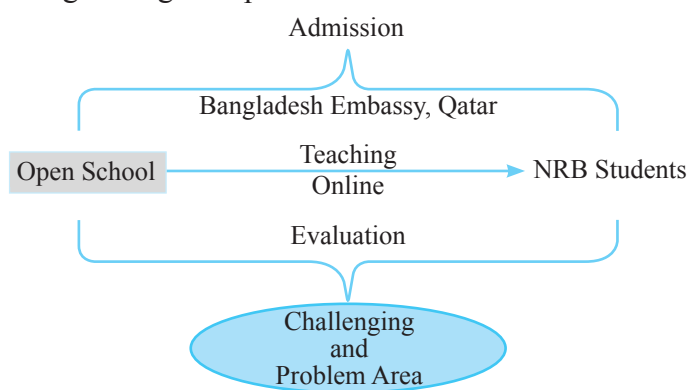 Admission
Bangladesh Embassy, Qatar
Open School
Teaching
Online
NRB Students
Evaluation
Challenging
and
Problem Area